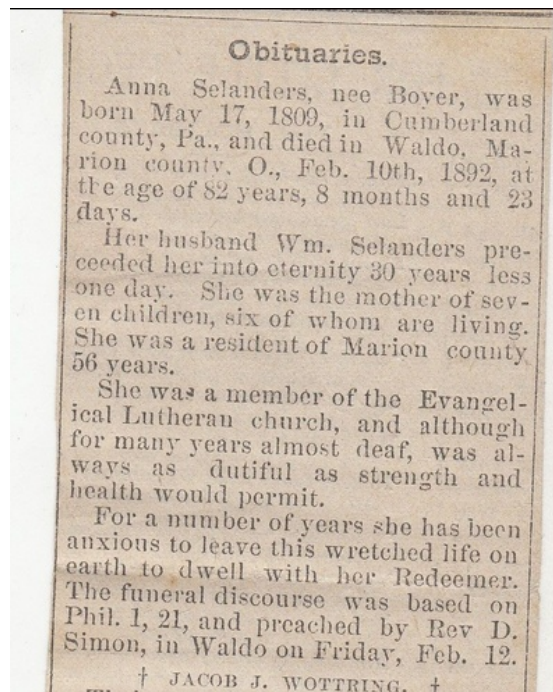 Obituaries.
Anna Selanders, nee Boyer, was
born May 17, 1809, in Cumberland
county, Pa., and died in Waldo, Ma-
rion county, O., Feb. 10th, 1892, at
the age of 82 years, 8 months and 23
days.
Her husband Wm. Selanders pre-
ceeded her into eternity 30 years less
one day. She was the mother of sev-
en children, six of whom are living.
She was a resident of Marion county
56 years.
She was a member of the Evangel-
ical Lutheran church, and although
for many years almost deaf, was al-
ways as dutiful as strength and
health would permit.
For a number of years she has been
anxious to leave this wretched life on
earth to dwell with her Redeemer.
The funeral discourse was based on
Phil. 1, 21, and preached by Rev D.
Simon, in Waldo on Friday, Feb. 12.
† JACOB J. WOTTRING. †